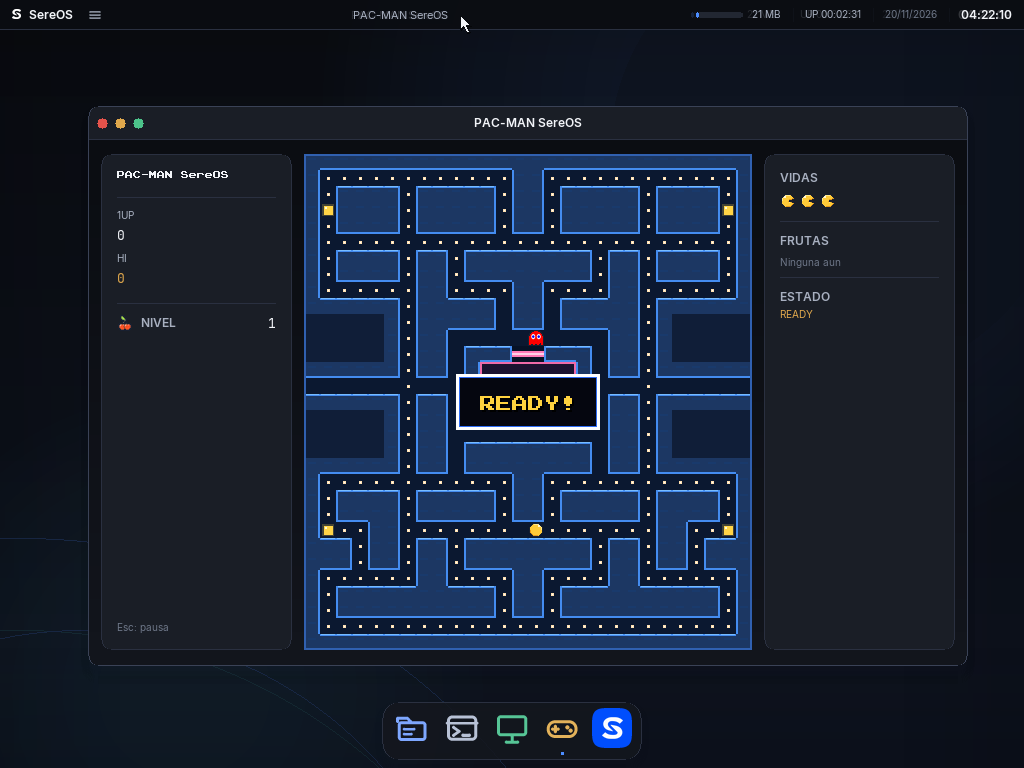 SereOS
PAC-MAN SereOS
21 MB
UP 00:02:31
20/11/2026
04:22:10
PAC-MAN SereOS
PAC-MAN SereOS
1UP
0
HI
0
NIVEL 1
Esc: pausa
READY!
VIDAS
FRUTAS
Ninguna aun
ESTADO
READY